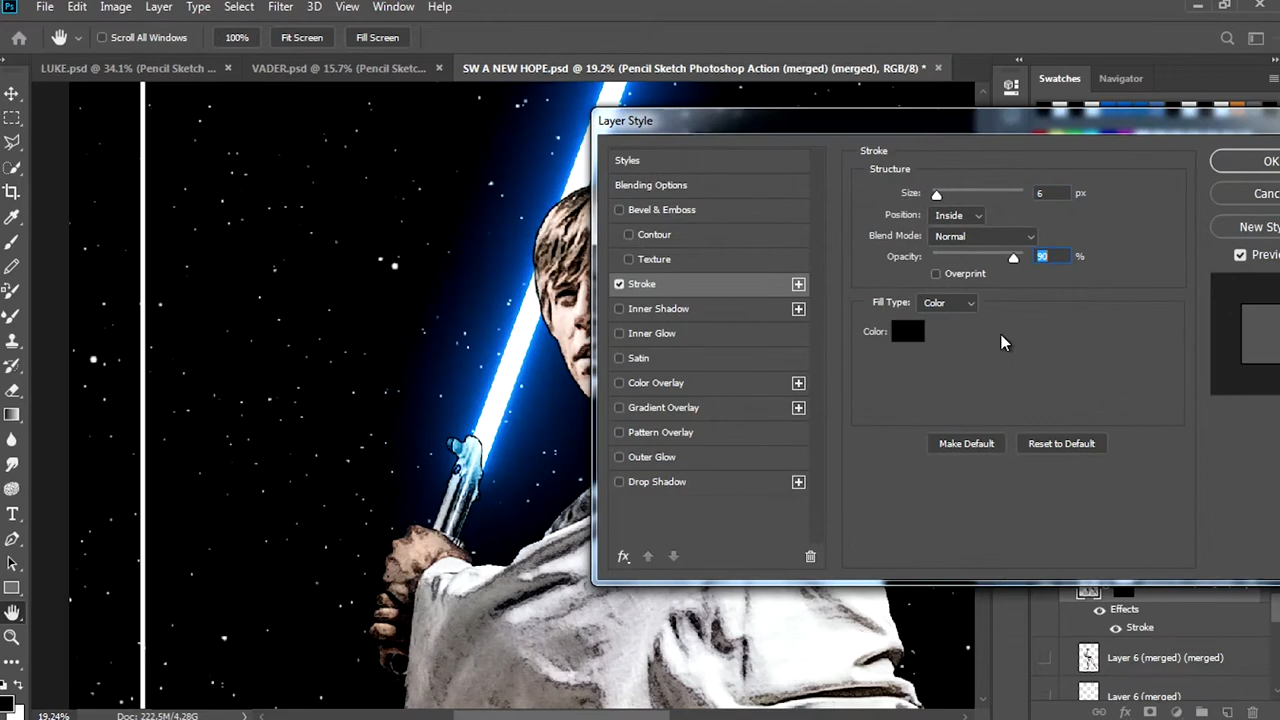 Ps File Edit Image Layer Type Select Filter 3D View Window Help
Scroll All Windows 100% Fit Screen Fill Screen
LUKE.psd @ 34.1% (Pencil Sketch ... × VADER.psd @ 15.7% (Pencil Sketc... × SW A NEW HOPE.psd @ 19.2% (Pencil Sketch Photoshop Action (merged) (merged), RGB/8) * ×
Swatches Navigator
Layer Style
Styles
Blending Options
Bevel & Emboss
Contour
Texture
Stroke
Inner Shadow
Inner Glow
Satin
Color Overlay
Gradient Overlay
Pattern Overlay
Outer Glow
Drop Shadow
fx
Stroke
Structure
Size: 6 px
Position: Inside
Blend Mode: Normal
Opacity: 90 %
Overprint
Fill Type: Color
Color:
Make Default Reset to Default
OK
Canc
New Sty
Previe
Effects
Stroke
Layer 6 (merged) (merged)
Layer 6 (merged)
fx
19.24% Doc: 222.5M/4.28G